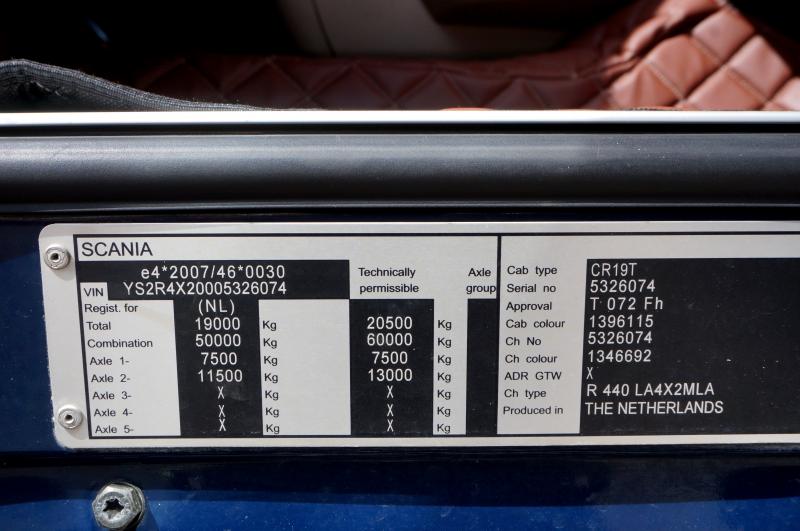 SCANIA
e4*2007/46*0030
VIN YS2R4X20005326074
Technically permissible
Axle group
Regist. for (NL)
Total 19000 Kg 20500 Kg
Combination 50000 Kg 60000 Kg
Axle 1- 7500 Kg 7500 Kg
Axle 2- 11500 Kg 13000 Kg
Axle 3- X Kg X Kg
Axle 4- X Kg X Kg
Axle 5- X Kg X Kg
Cab type CR19T
Serial no 5326074
Approval T 072 Fh
Cab colour 1396115
Ch No 5326074
Ch colour 1346692
ADR GTW X
Ch type R 440 LA4X2MLA
Produced in THE NETHERLANDS